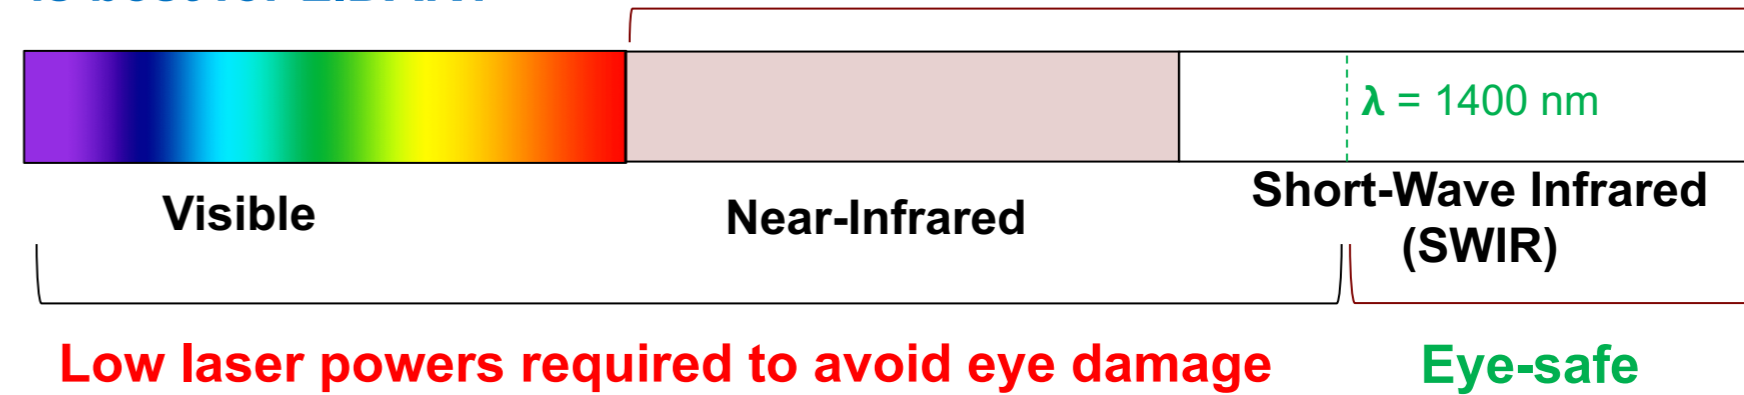 λ = 1400 nm
Visible
Near-Infrared
Short-Wave Infrared
(SWIR)
Low laser powers required to avoid eye damage
Eye-safe